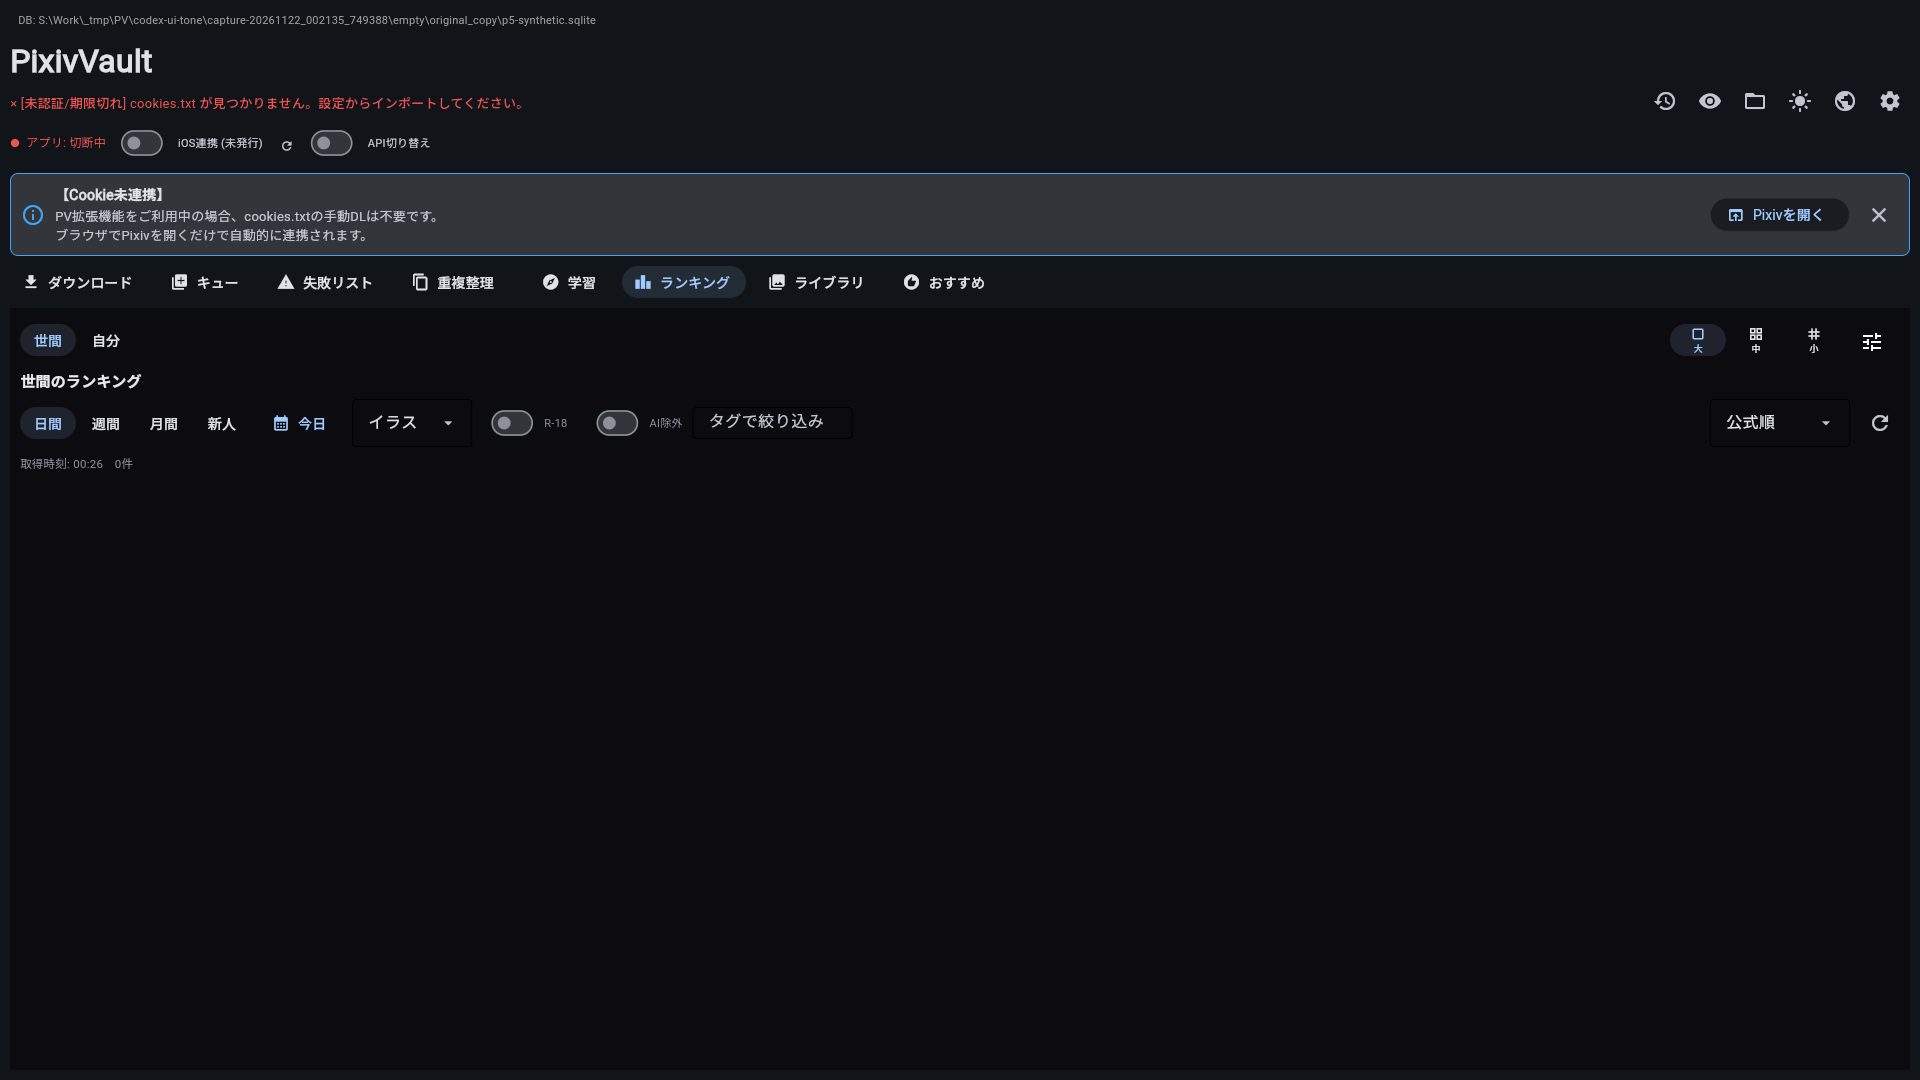 DB: S:\Work\_tmp\PV\codex-ui-tone\capture-20261122_002135_749388\empty\original_copy\p5-synthetic.sqlite
PixivVault
× [未認証/期限切れ] cookies.txt が見つかりません。設定からインポートしてください。
アプリ: 切断中 iOS連携 (未発行) API切り替え
【Cookie未連携】
PV拡張機能をご利用中の場合、cookies.txtの手動DLは不要です。
ブラウザでPixivを開くだけで自動的に連携されます。
Pixivを開く
ダウンロード キュー 失敗リスト 重複整理 学習 ランキング ライブラリ おすすめ
世間 自分 大 中 小
世間のランキング
日間 週間 月間 新人 今日 イラス R-18 AI除外 タグで絞り込み 公式順
取得時刻: 00:26 0件